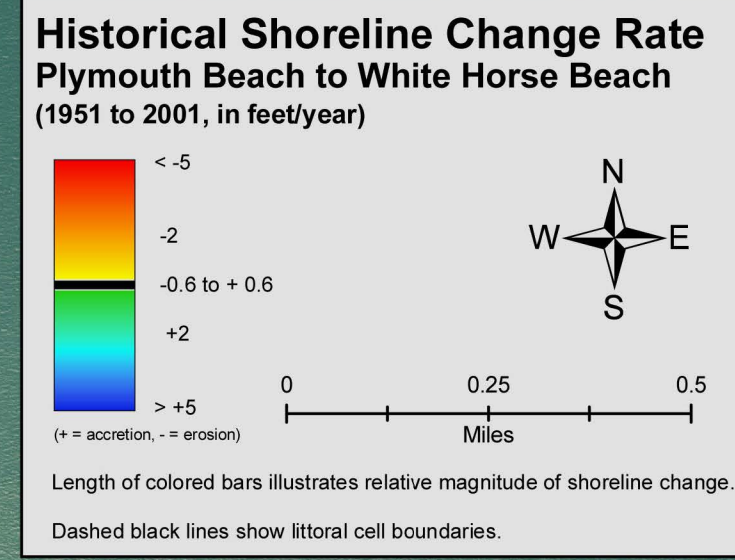 Historical Shoreline Change Rate
Plymouth Beach to White Horse Beach
(1951 to 2001, in feet/year)
< -5
-2
-0.6 to + 0.6
+2
> +5
(+ = accretion, - = erosion)
N
W E
S
0 0.25 0.5
Miles
Length of colored bars illustrates relative magnitude of shoreline change.
Dashed black lines show littoral cell boundaries.